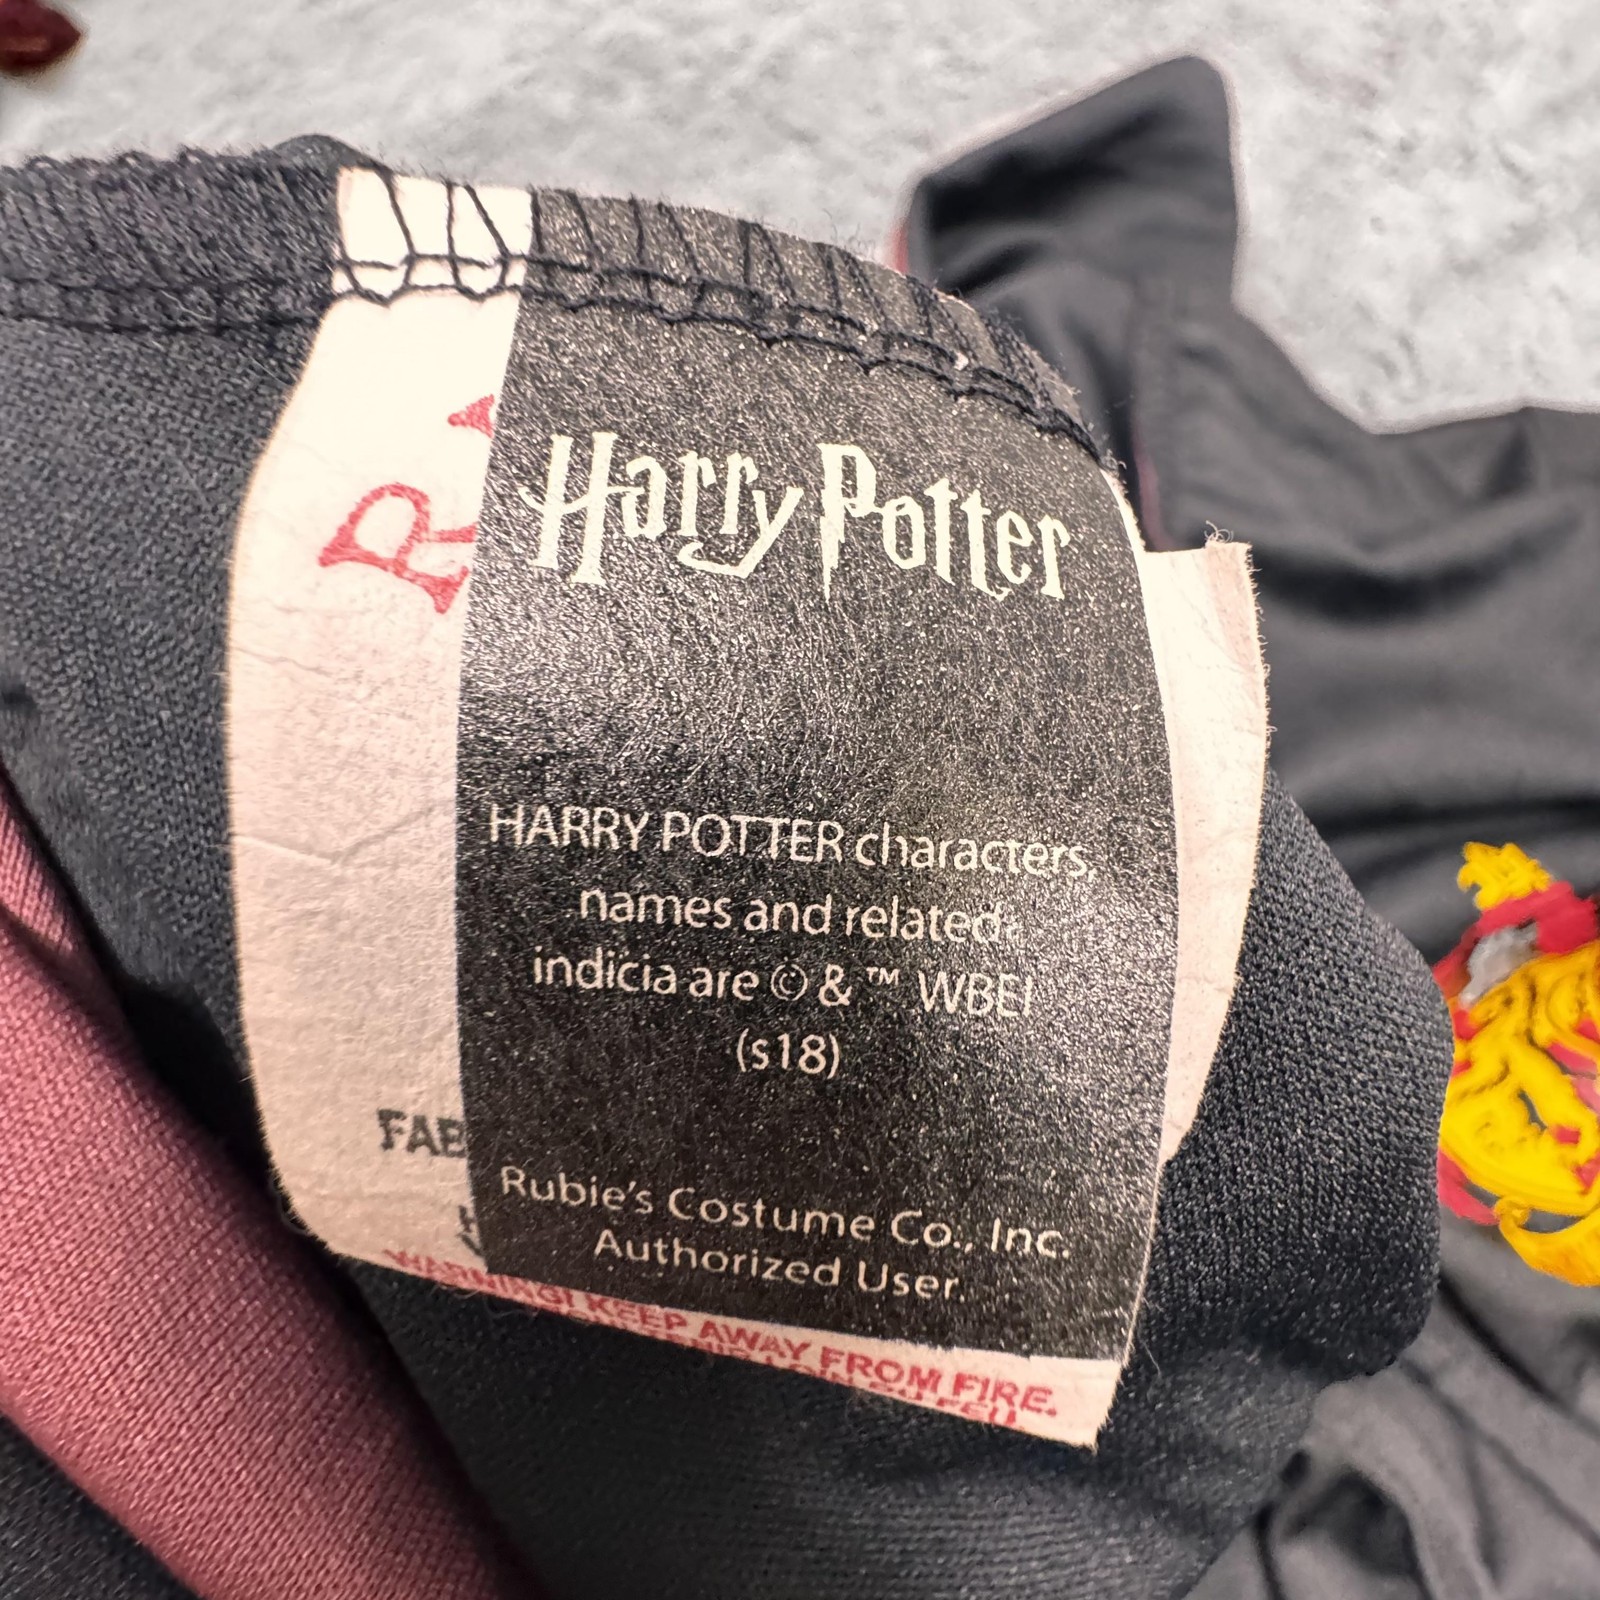 Harry Potter
HARRY POTTER characters,
names and related
indicia are © & ™ WBEI
(s18)
Rubie's Costume Co., Inc.
Authorized User.
WARNING! KEEP AWAY FROM FIRE.